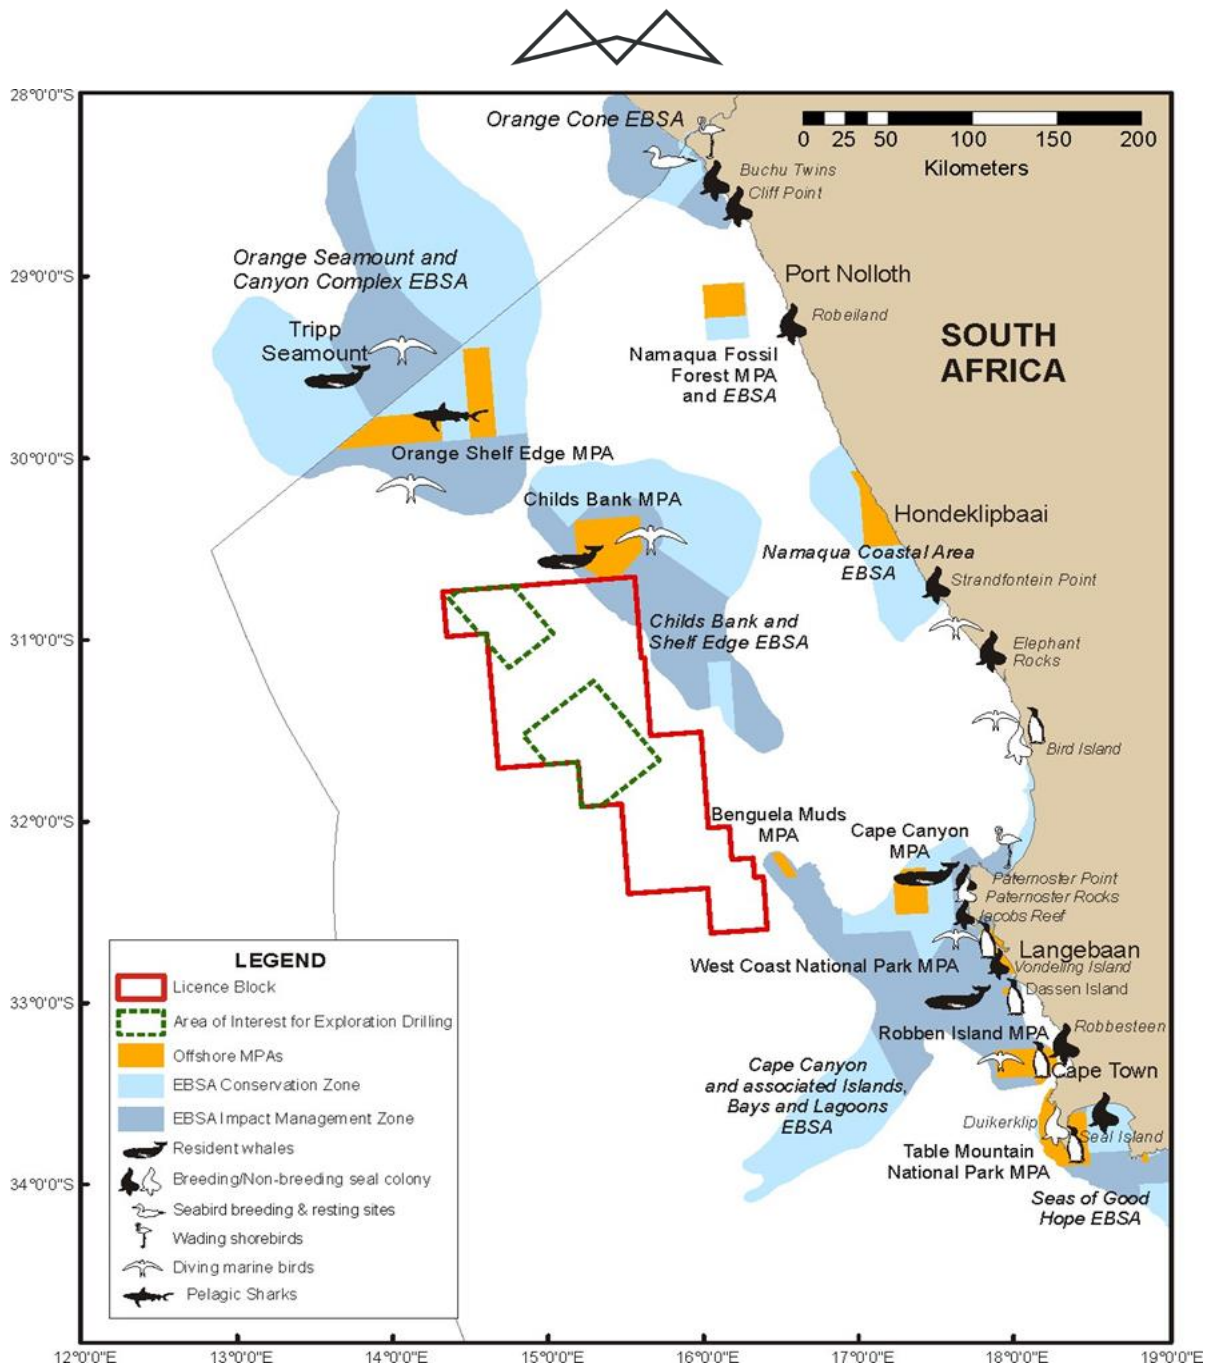 28°0'0"S
Orange Cone EBSA
0 25 50 100 150 200
Kilometers
Buchu Twins
Cliff Point
Orange Seamount and
Canyon Complex EBSA
29°0'0"S
Port Nolloth
Robeiland
Tripp
Seamount
SOUTH
AFRICA
Namaqua Fossil
Forest MPA
and EBSA
30°0'0"S
Orange Shelf Edge MPA
Childs Bank MPA
Hondeklipbaai
Namaqua Coastal Area
EBSA
Strandfontein Point
31°0'0"S
Childs Bank and
Shelf Edge EBSA
Elephant
Rocks
Bird Island
32°0'0"S
Benguela Muds
MPA
Cape Canyon
MPA
Paternoster Point
Paternoster Rocks
Jacobs Reef
Langebaan
West Coast National Park MPA
Vondeling Island
33°0'0"S
Dassen Island
Robben Island MPA
Robbesteen
Cape Town
Cape Canyon
and associated Islands,
Bays and Lagoons
EBSA
Duikerklip
Seal Island
Table Mountain
National Park MPA
34°0'0"S
Seas of Good
Hope EBSA
LEGEND
Licence Block
Area of Interest for Exploration Drilling
Offshore MPAs
EBSA Conservation Zone
EBSA Impact Management Zone
Resident whales
Breeding/Non-breeding seal colony
Seabird breeding & resting sites
Wading shorebirds
Diving marine birds
Pelagic Sharks
12°0'0"E 13°0'0"E 14°0'0"E 15°0'0"E 16°0'0"E 17°0'0"E 18°0'0"E 19°0'0"E